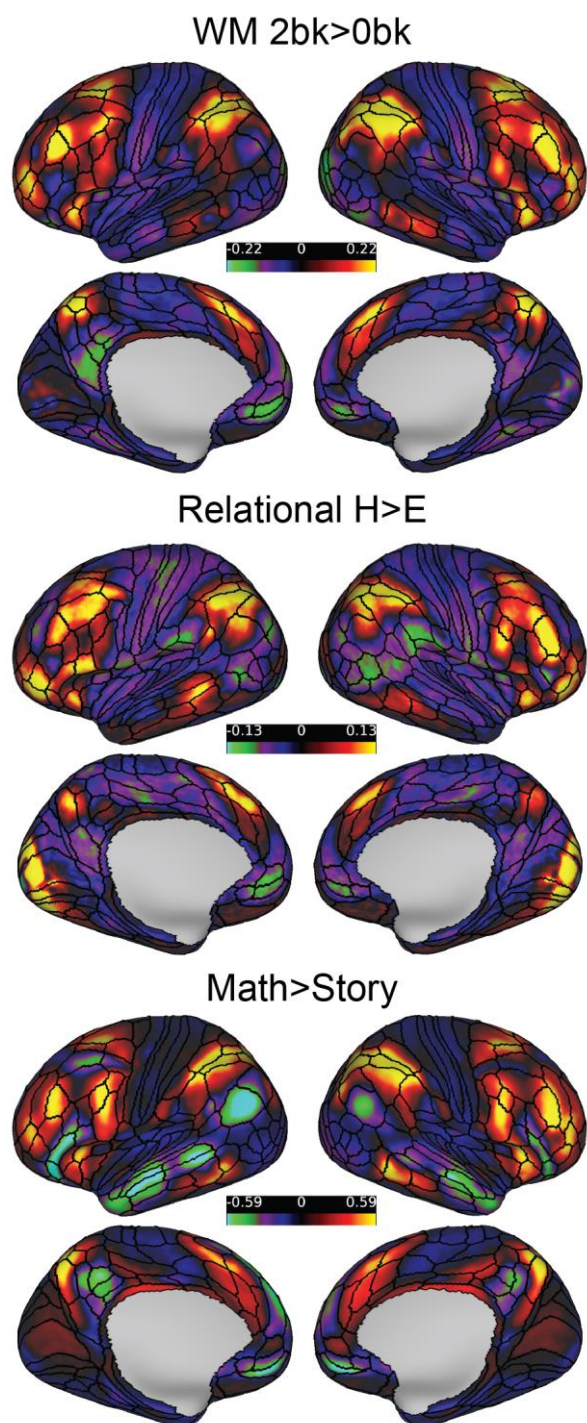 WM 2bk>0bk
-0.22 0 0.22
Relational H>E
-0.13 0 0.13
Math>Story
-0.59 0 0.59